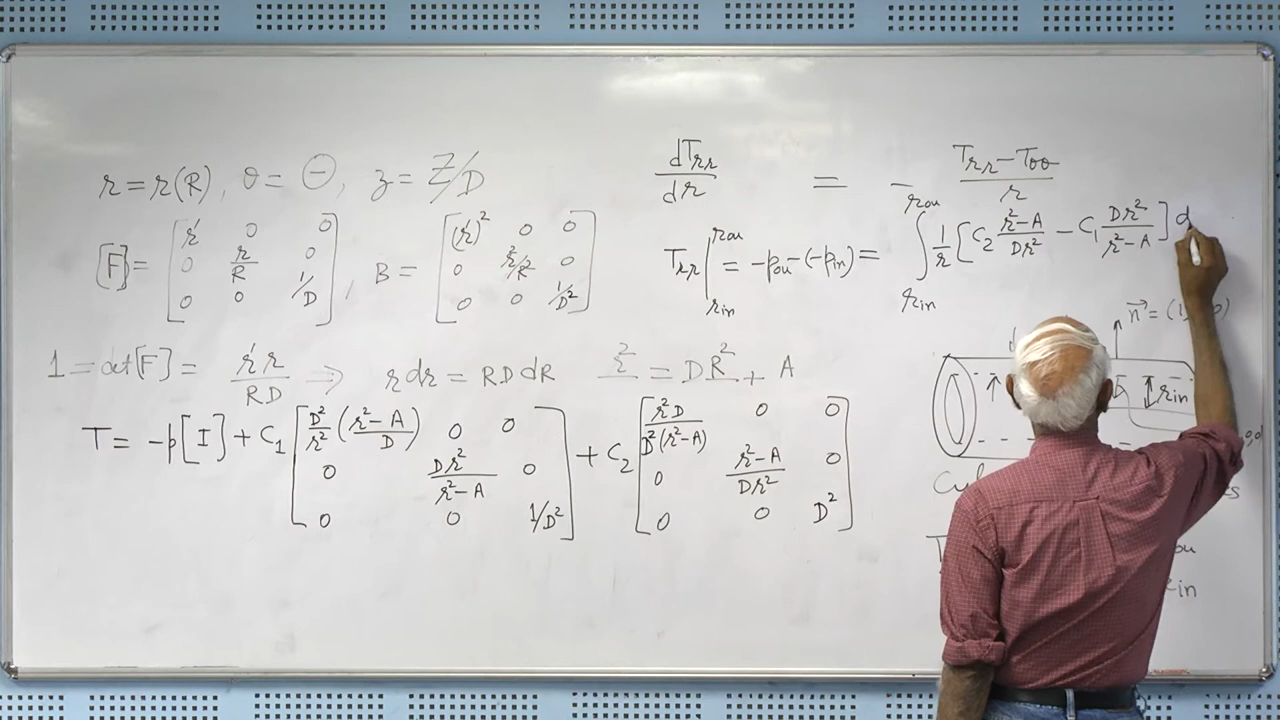 r = r(R), θ = Θ, z = Z/D
[F] = [r' 0 0
0 r/R 0
0 0 1/D], B = [(r')² 0 0
0 r²/R² 0
0 0 1/D²]
1 = det[F] = r'r/RD ⇒ r dr = RD dR r² = DR² + A
T = -p[I] + C₁[D²/r² (r²-A/D) 0 0
0 Dr²/r²-A 0
0 0 1/D²] + C₂[r²D/D²(r²-A) 0 0
0 r²-A/Dr² 0
0 0 D²]
dTrr/dr = - Trr - Tθθ/r
Trr|rin rou = -pou - (-pin) = ∫rin rou 1/r [C₂ r²-A/Dr² - C₁ Dr²/r²-A] d
n⃗ = (1,
rin
ou
in